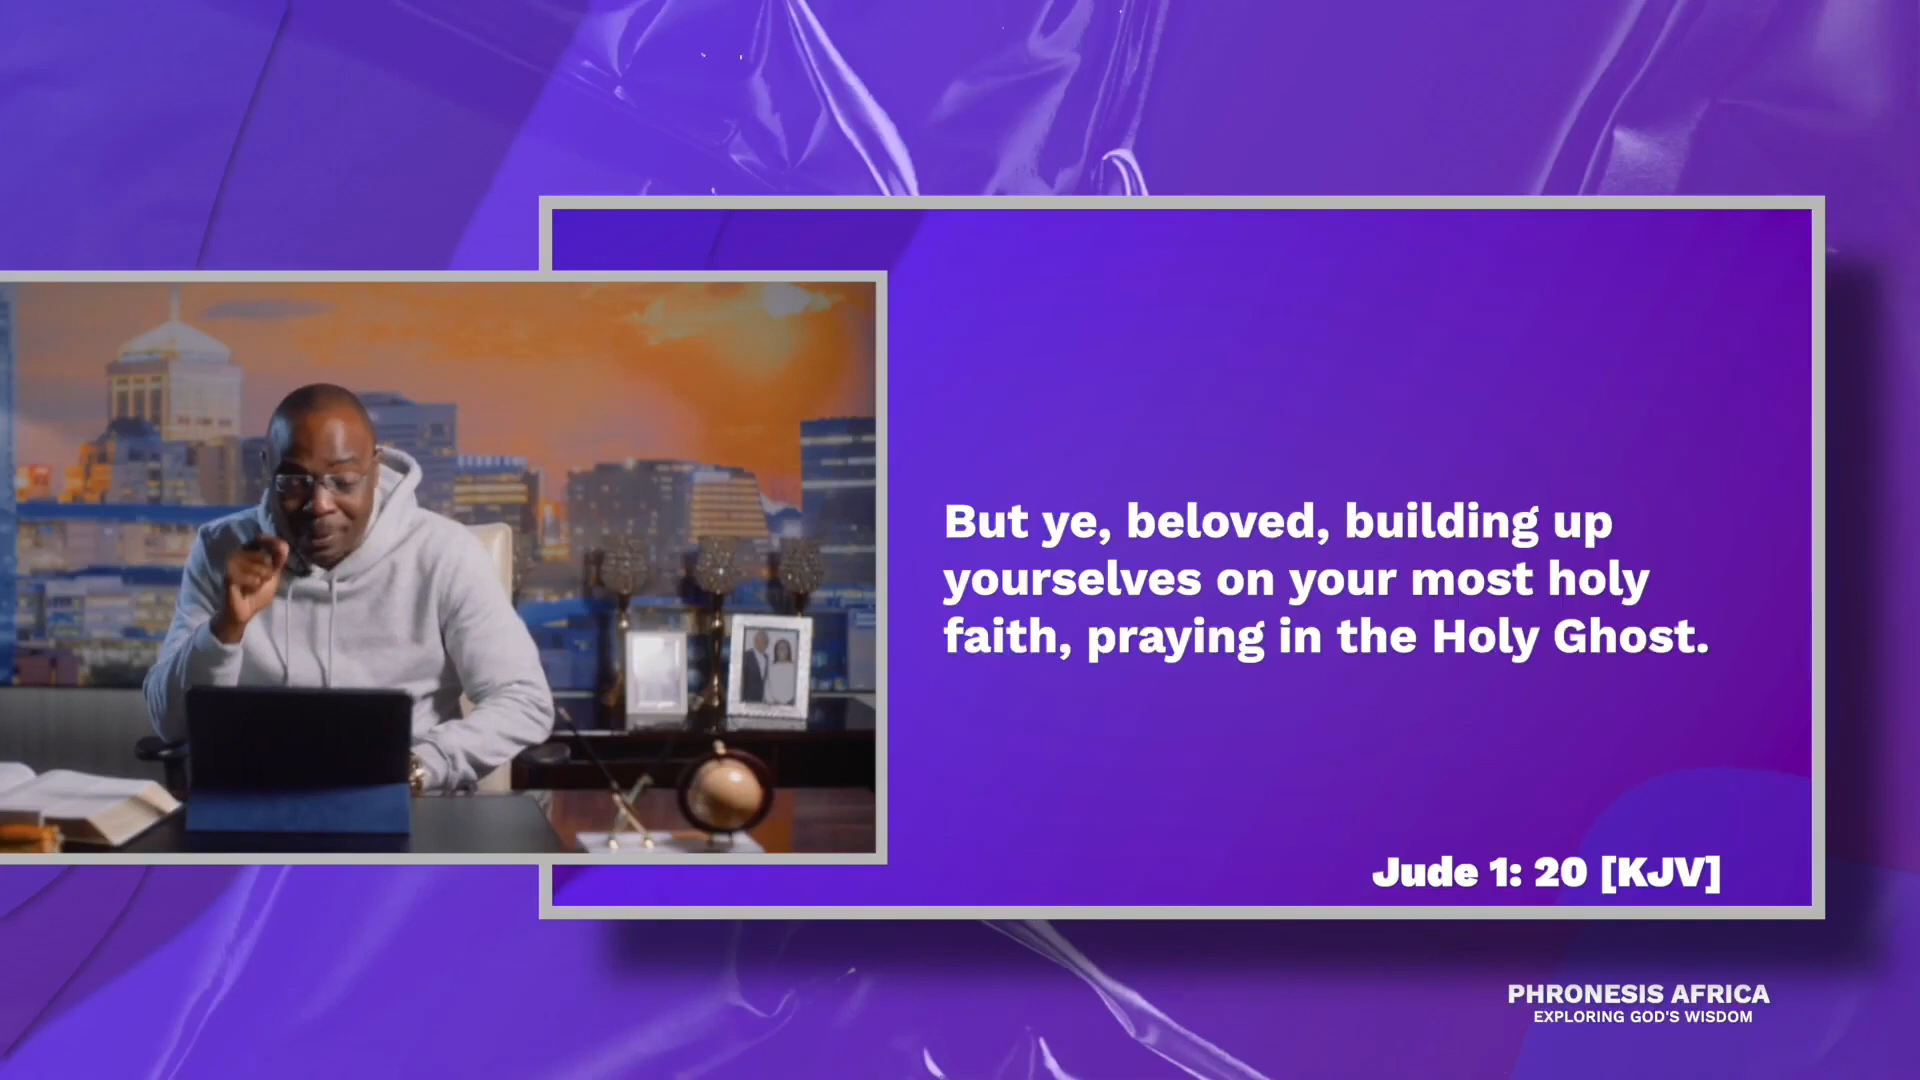 But ye, beloved, building up
yourselves on your most holy
faith, praying in the Holy Ghost.
Jude 1: 20 [KJV]
PHRONESIS AFRICA
EXPLORING GOD'S WISDOM